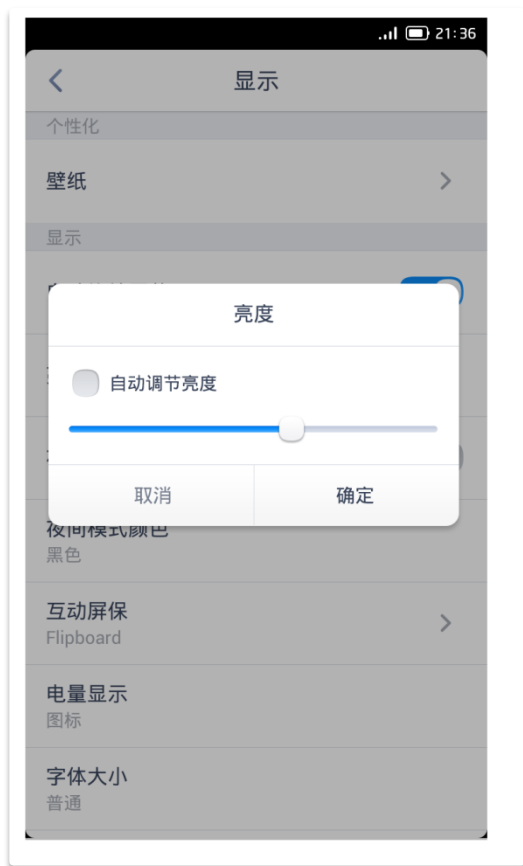 21:36
显示
个性化
壁纸
显示
亮度
自动调节亮度
取消 确定
夜间模式颜色
黑色
互动屏保
Flipboard
电量显示
图标
字体大小
普通